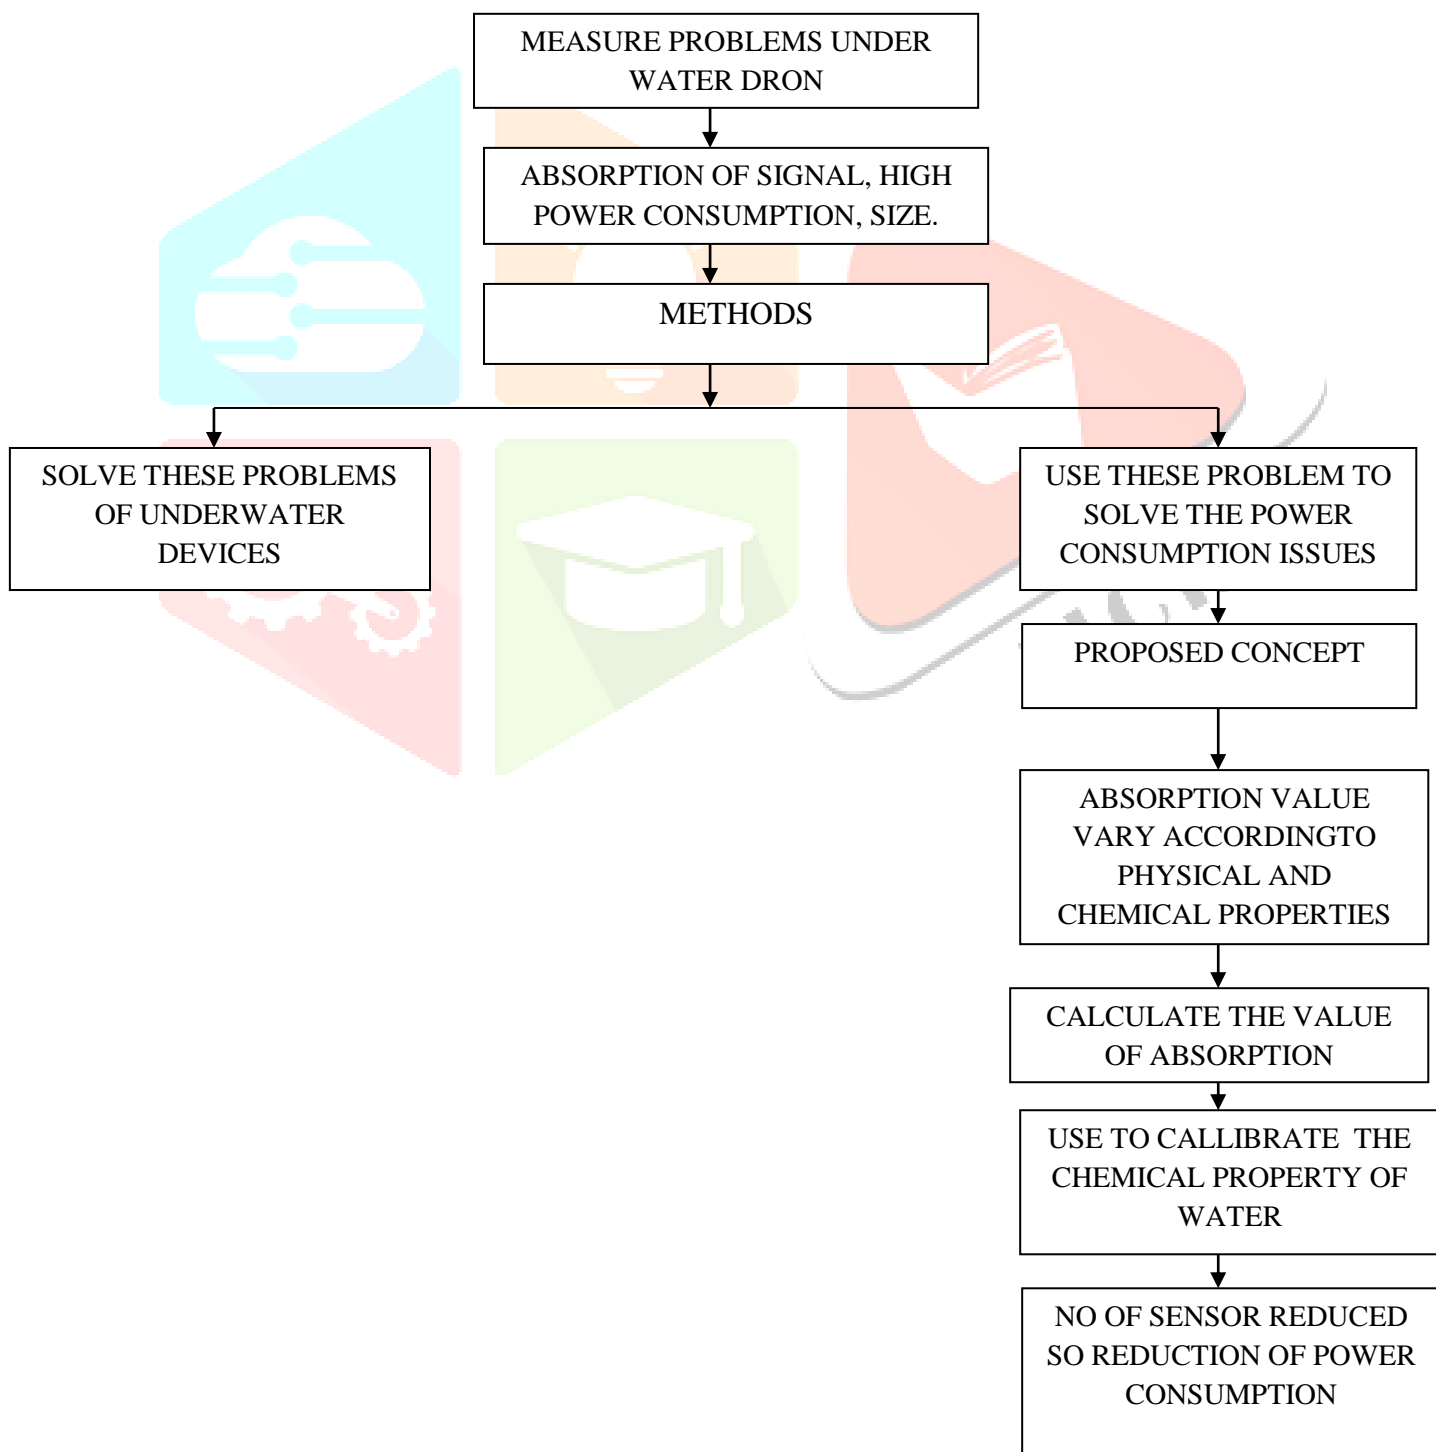 MEASURE PROBLEMS UNDER
WATER DRON
ABSORPTION OF SIGNAL, HIGH
POWER CONSUMPTION, SIZE.
METHODS
SOLVE THESE PROBLEMS
OF UNDERWATER
DEVICES
USE THESE PROBLEM TO
SOLVE THE POWER
CONSUMPTION ISSUES
PROPOSED CONCEPT
ABSORPTION VALUE
VARY ACCORDINGTO
PHYSICAL AND
CHEMICAL PROPERTIES
CALCULATE THE VALUE
OF ABSORPTION
USE TO CALLIBRATE THE
CHEMICAL PROPERTY OF
WATER
NO OF SENSOR REDUCED
SO REDUCTION OF POWER
CONSUMPTION